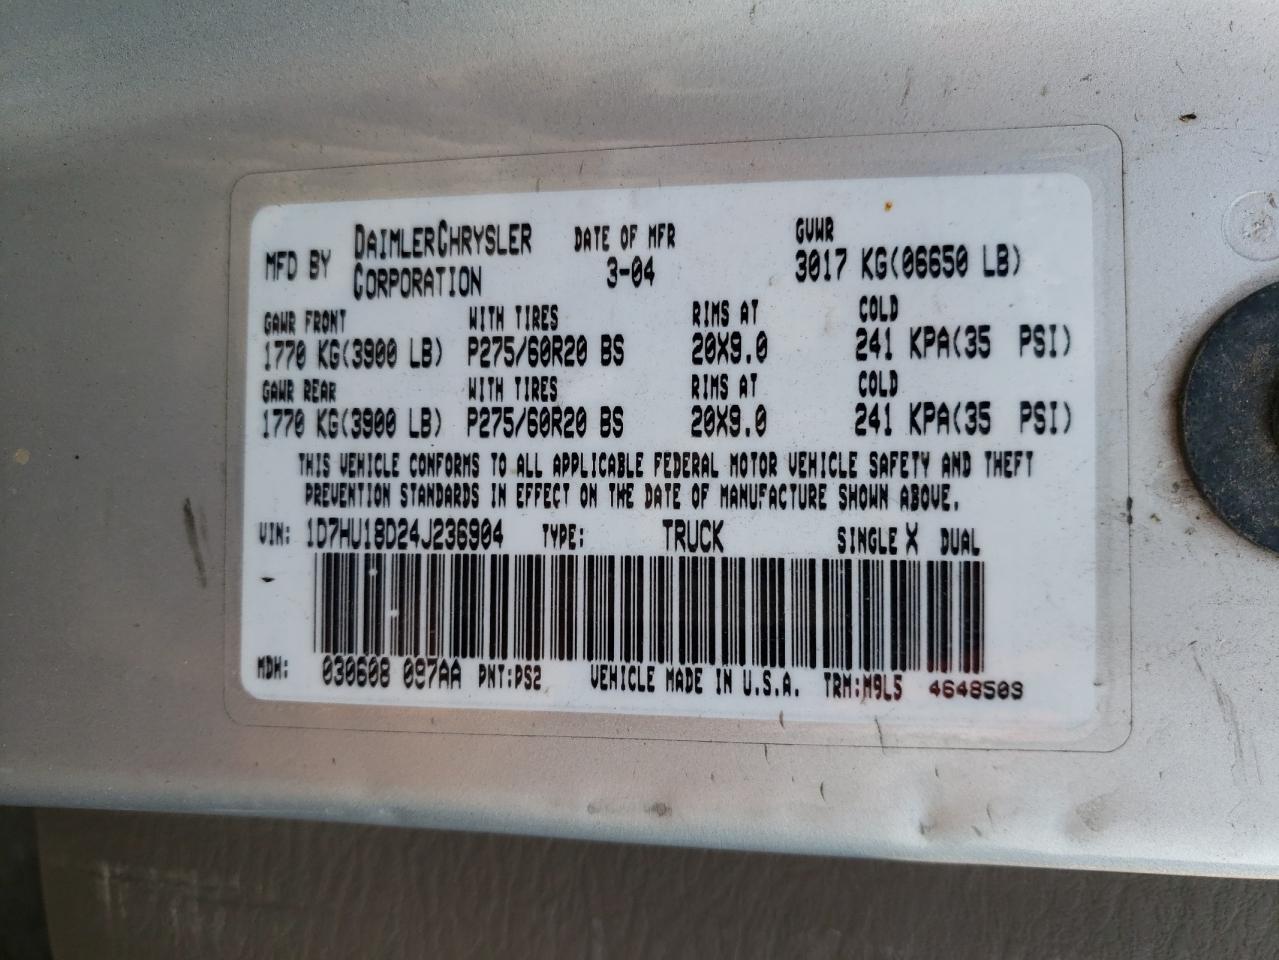 MFD BY DAIMLERCHRYSLER CORPORATION DATE OF MFR 3-04 GVWR 3017 KG(06650 LB)
GAWR FRONT WITH TIRES RIMS AT COLD
1770 KG(3900 LB) P275/60R20 BS 20X9.0 241 KPA(35 PSI)
GAWR REAR WITH TIRES RIMS AT COLD
1770 KG(3900 LB) P275/60R20 BS 20X9.0 241 KPA(35 PSI)
THIS VEHICLE CONFORMS TO ALL APPLICABLE FEDERAL MOTOR VEHICLE SAFETY AND THEFT
PREVENTION STANDARDS IN EFFECT ON THE DATE OF MANUFACTURE SHOWN ABOVE.
VIN: 1D7HU18D24J236904 TYPE: TRUCK SINGLE X DUAL
MDH: 030608 097AA PNT:PS2 VEHICLE MADE IN U.S.A. TRM:M9L5 4648509